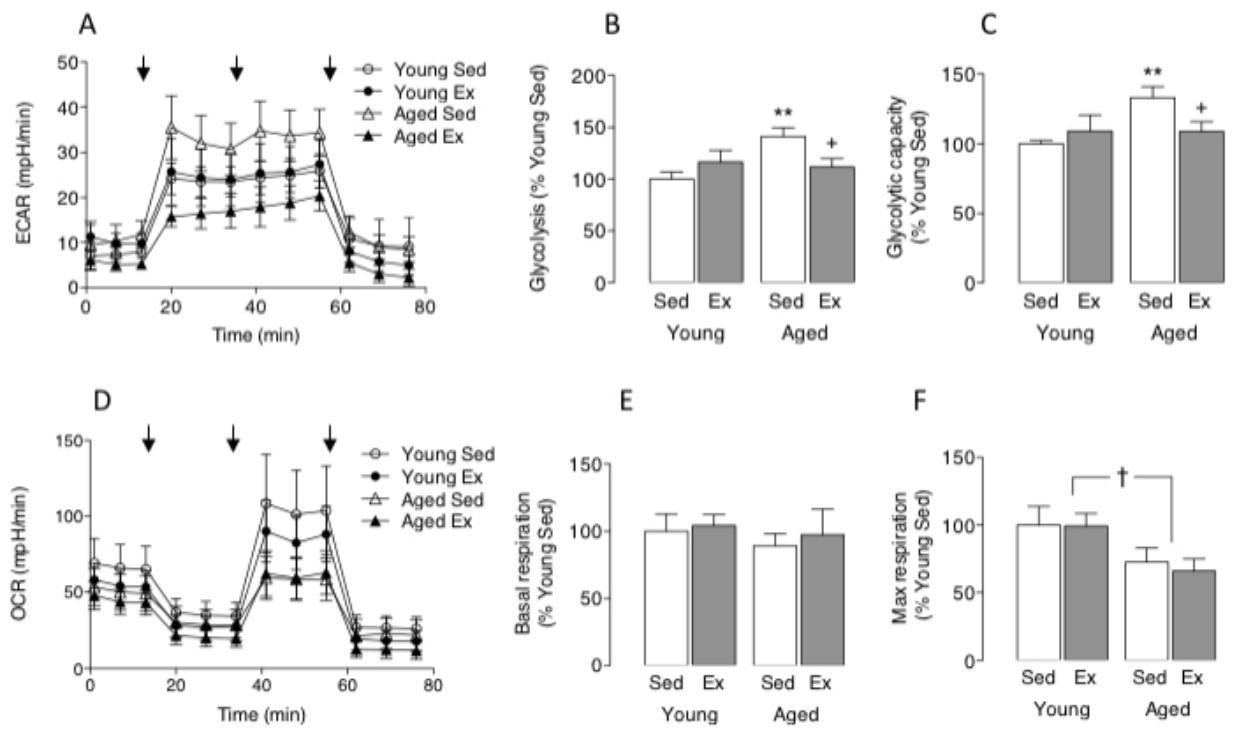 A
ECAR (mpH/min)
50
40
30
20
10
0
0 20 40 60 80
Time (min)
Young Sed
Young Ex
Aged Sed
Aged Ex
B
Glycolysis (% Young Sed)
200
150
100
50
0
**
+
Sed Ex Sed Ex
Young Aged
C
Glycolytic capacity
(% Young Sed)
150
100
50
0
**
+
Sed Ex Sed Ex
Young Aged
D
OCR (mpH/min)
150
100
50
0
0 20 40 60 80
Time (min)
Young Sed
Young Ex
Aged Sed
Aged Ex
E
Basal respiration
(% Young Sed)
150
100
50
0
Sed Ex Sed Ex
Young Aged
F
Max respiration
(% Young Sed)
150
100
50
0
†
Sed Ex Sed Ex
Young Aged